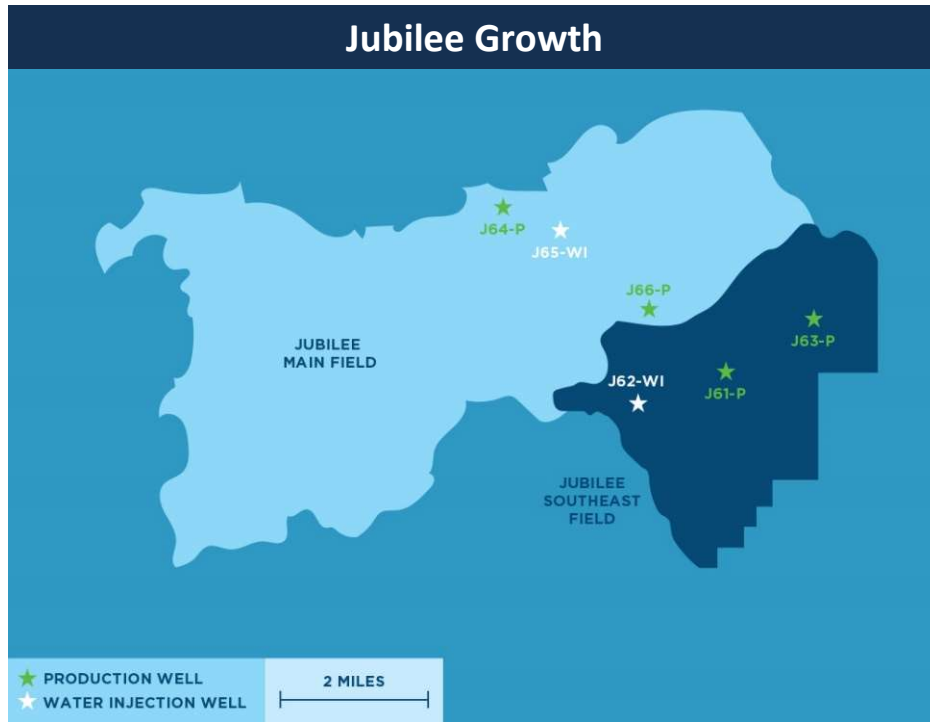 Jubilee Growth
J64-P
J65-WI
J66-P
J63-P
JUBILEE
MAIN FIELD
J62-WI
J61-P
JUBILEE
SOUTHEAST
FIELD
PRODUCTION WELL
WATER INJECTION WELL
2 MILES